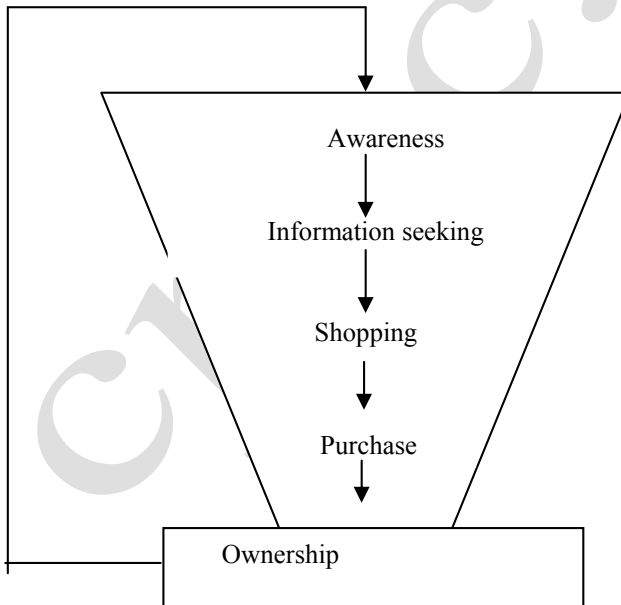 Awareness
Information seeking
Shopping
Purchase
Ownership